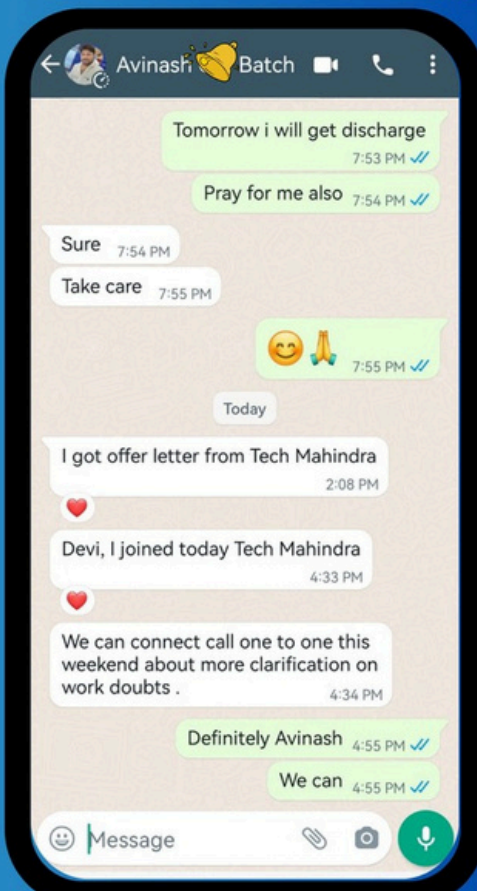 Avinash Batch
Tomorrow i will get discharge
7:53 PM
Pray for me also 7:54 PM
Sure 7:54 PM
Take care 7:55 PM
7:55 PM
Today
I got offer letter from Tech Mahindra
2:08 PM
Devi, I joined today Tech Mahindra
4:33 PM
We can connect call one to one this
weekend about more clarification on
work doubts .
4:34 PM
Definitely Avinash 4:55 PM
We can 4:55 PM
Message